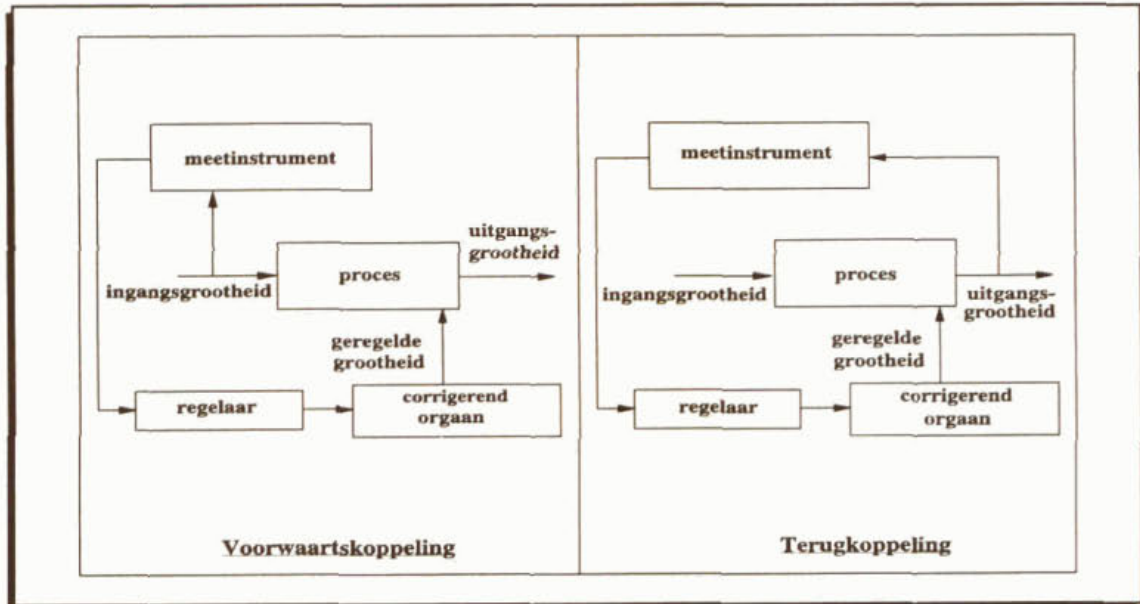 meetinstrument
uitgangs-
grootheid
proces
ingangsgrootheid
geregelde
grootheid
regelaar
corrigerend
orgaan
Voorwaartskoppeling
meetinstrument
proces
ingangsgrootheid
uitgangs-
grootheid
geregelde
grootheid
regelaar
corrigerend
orgaan
Terugkoppeling